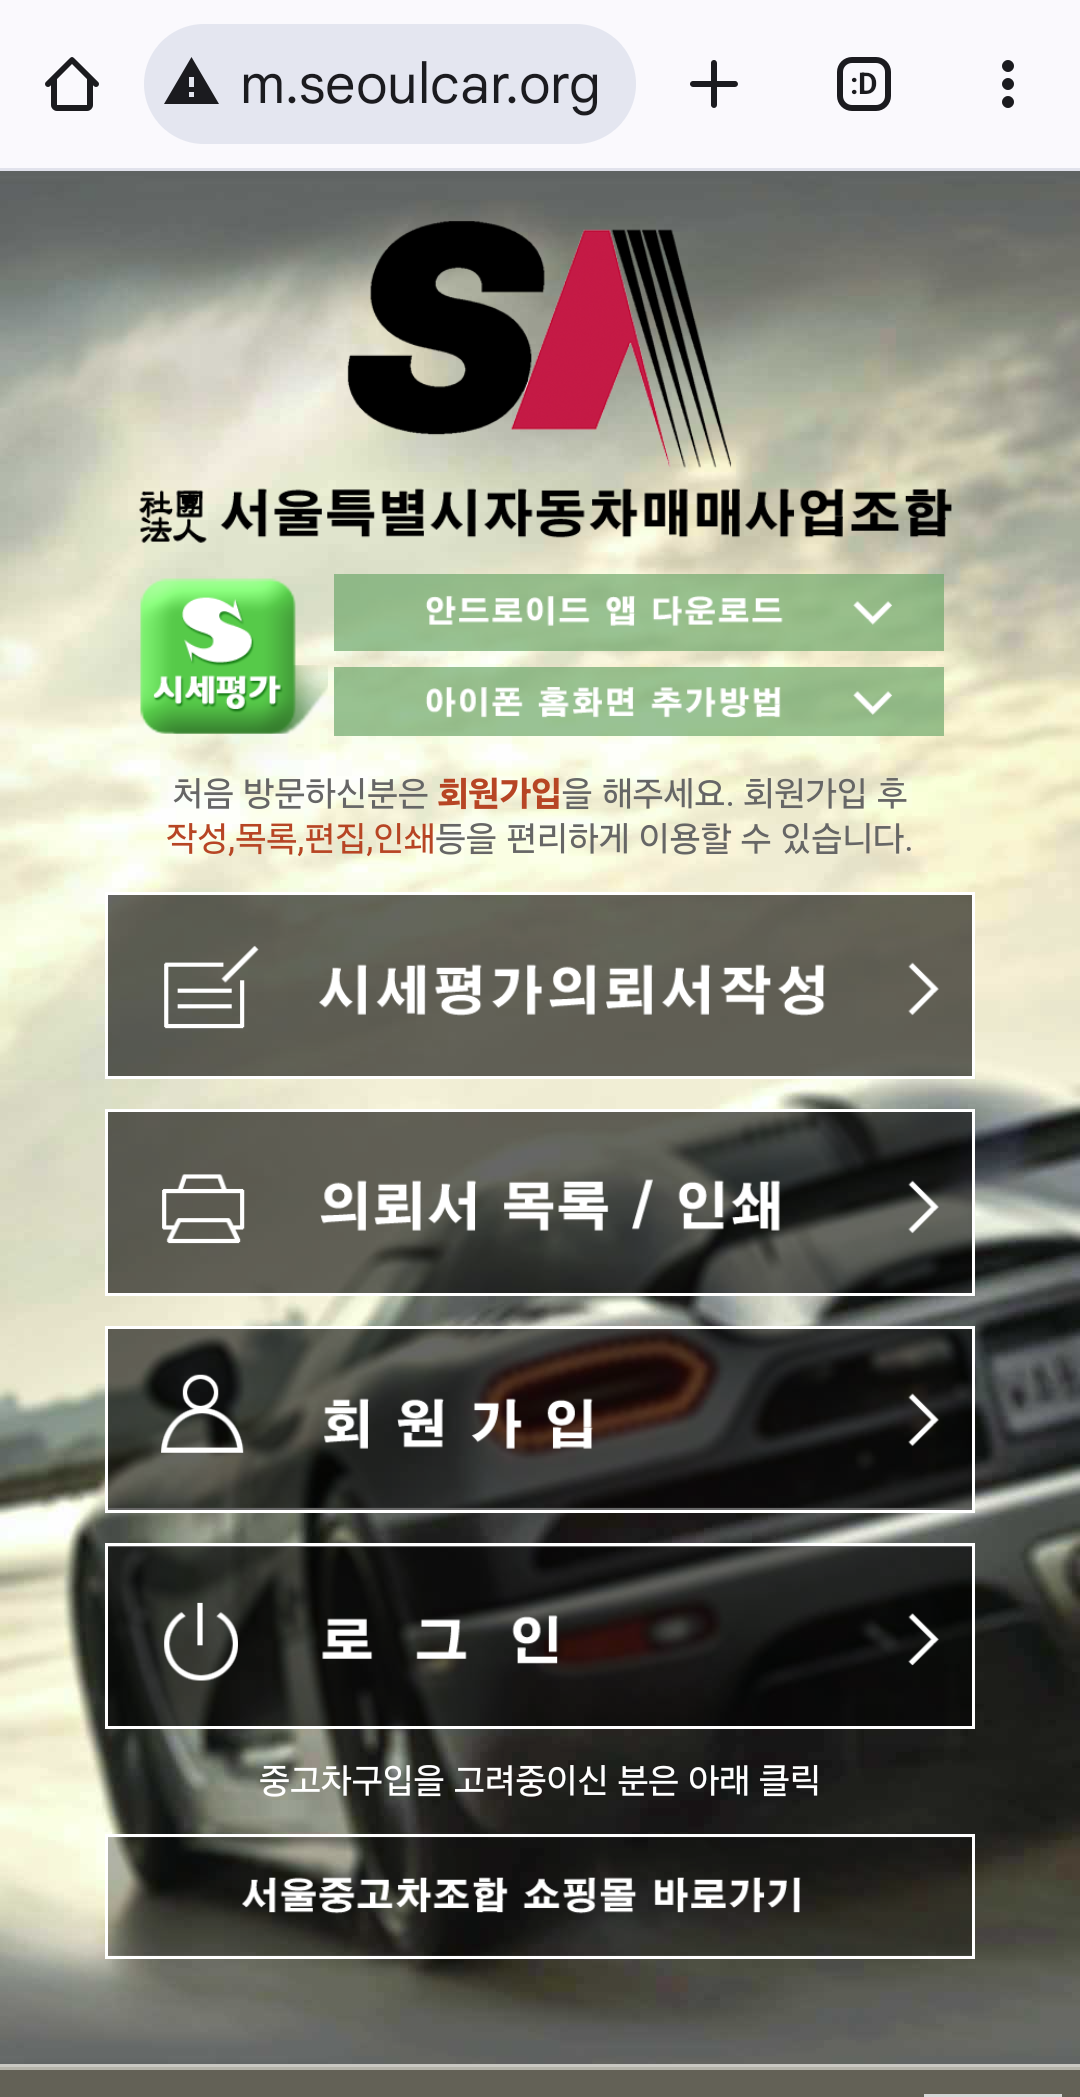 m.seoulcar.org
:D
SA
社團
法人
서울특별시자동차매매사업조합
S
시세평가
안드로이드 앱 다운로드
아이폰 홈화면 추가방법
처음 방문하신분은 회원가입을 해주세요. 회원가입 후
작성,목록,편집,인쇄등을 편리하게 이용할 수 있습니다.
시세평가의뢰서작성
의뢰서 목록 / 인쇄
회 원 가 입
로 그 인
중고차구입을 고려중이신 분은 아래 클릭
서울중고차조합 쇼핑몰 바로가기